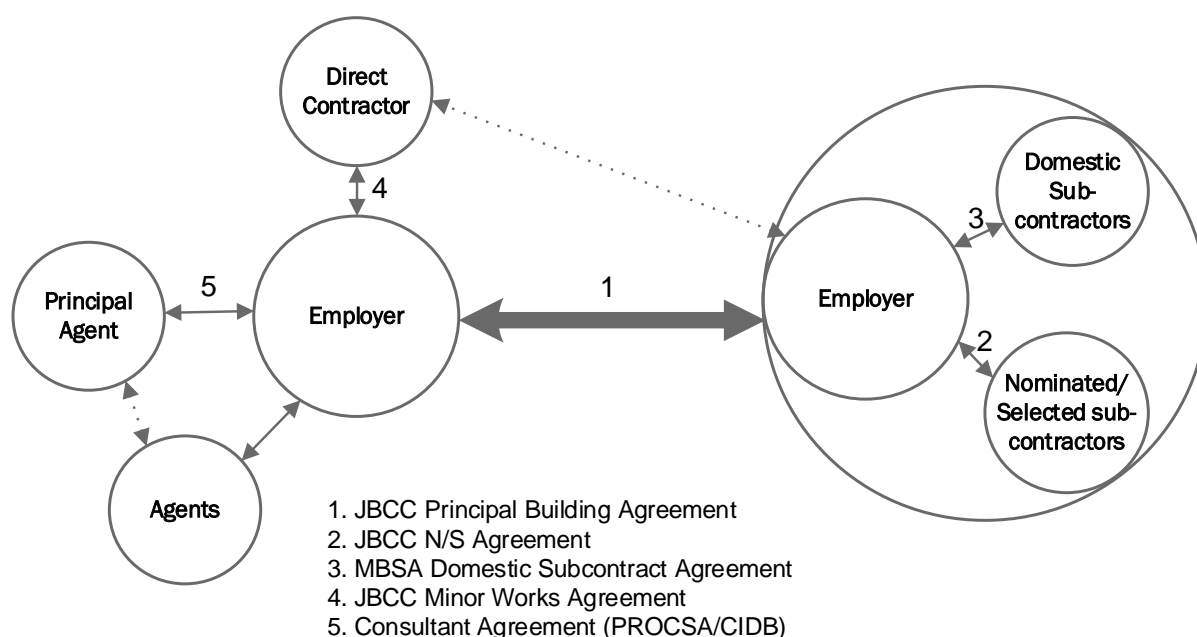 Direct
Contractor
4
Domestic
Sub-
contractors
3
Principal
Agent
5
Employer
1
Employer
2
Nominated/
Selected sub-
contractors
Agents
1. JBCC Principal Building Agreement
2. JBCC N/S Agreement
3. MBSA Domestic Subcontract Agreement
4. JBCC Minor Works Agreement
5. Consultant Agreement (PROCSA/CIDB)